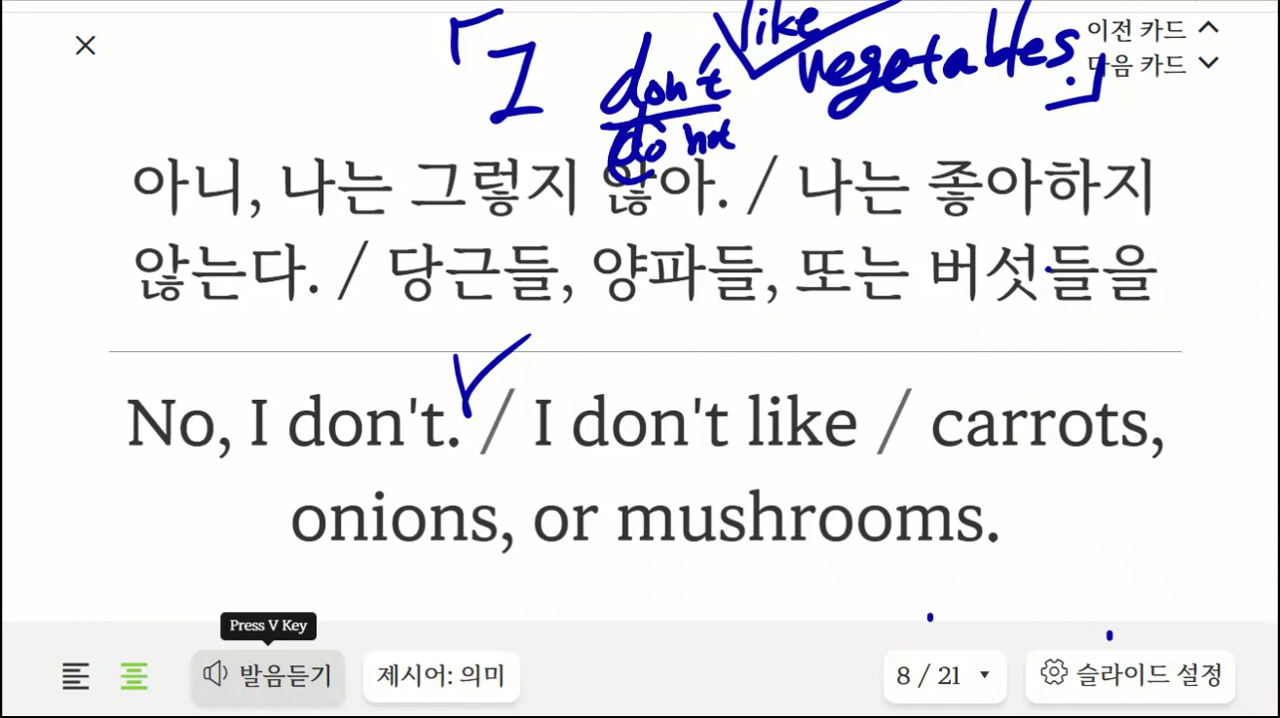 이전 카드
다음 카드
「I don't like vegetables.」
do not
아니, 나는 그렇지 않아. / 나는 좋아하지
않는다. / 당근들, 양파들, 또는 버섯들을
No, I don't. / I don't like / carrots,
onions, or mushrooms.
Press V Key
발음듣기
제시어: 의미
8 / 21
슬라이드 설정